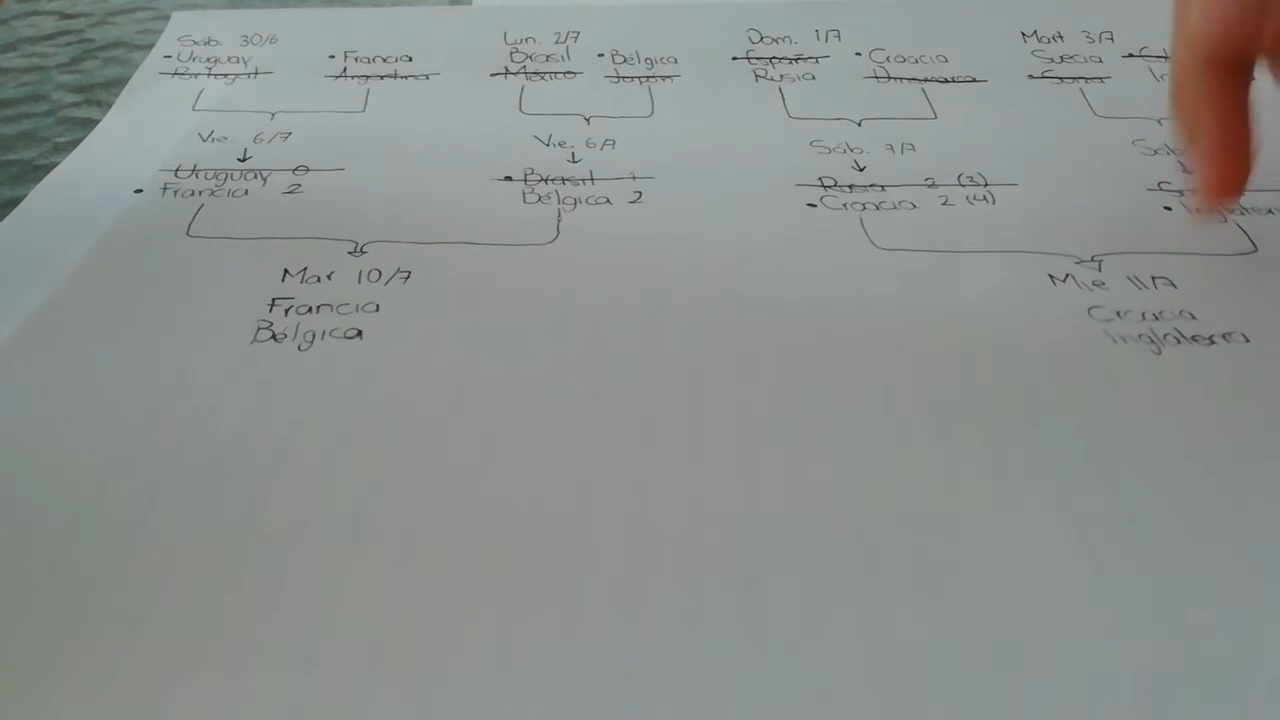 Sáb. 30/6
• Uruguay
Portugal
• Francia
Argentina
Lun. 2/7
Brasil
México
• Bélgica
Japón
Dom. 1/7
España
Rusia
• Croacia
Dinamarca
Mart 3/7
Suecia
Vie. 6/7
Uruguay 0
• Francia 2
Vie. 6/7
• Brasil 1
Bélgica 2
Sáb. 7/7
Rusia 2 (3)
• Croacia 2 (4)
• Inglaterra
Mar 10/7
Francia
Bélgica
Mie 11/7
Croacia
Inglaterra